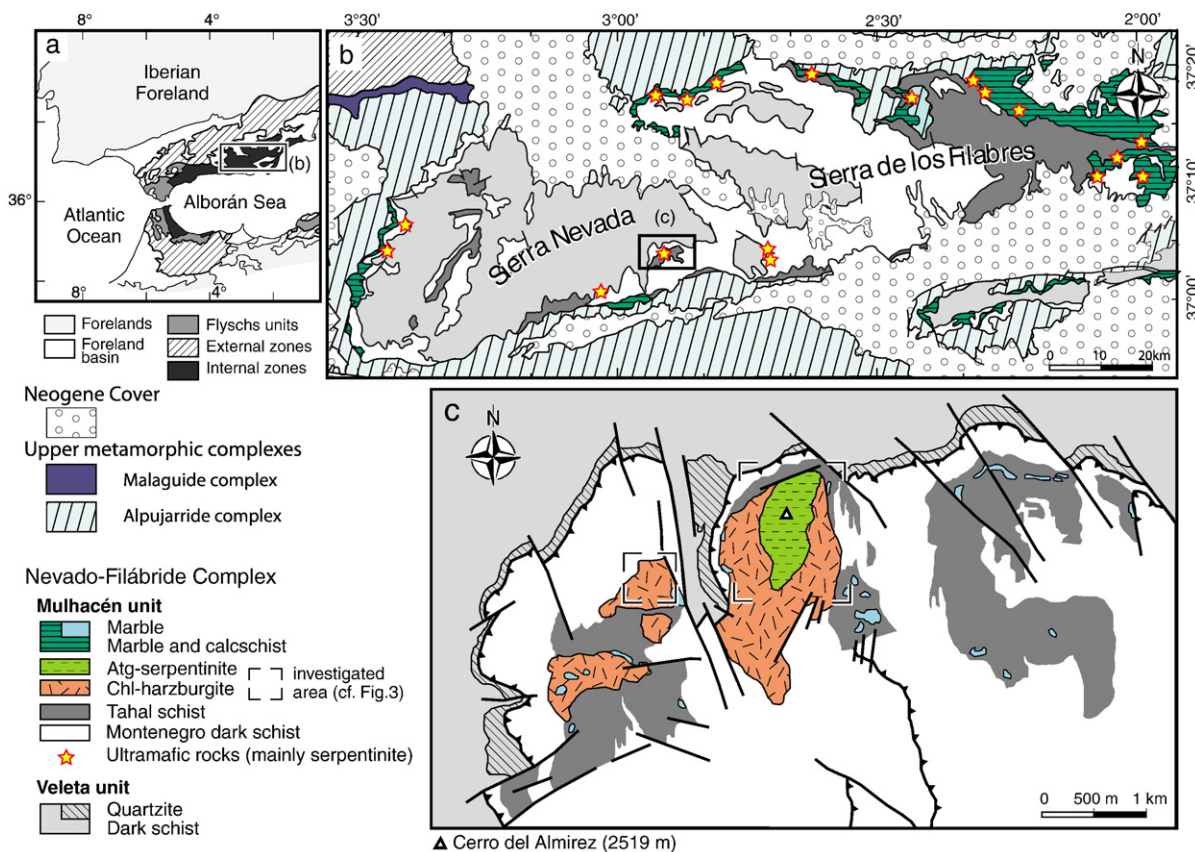 8° 4° 3°30' 3°00' 2°30' 2°00'
a
Iberian
Foreland
(b)
36°
Alborán Sea
Atlantic
Ocean
8° 4°
b
N
37°20'
Serra de los Filabres
37°10'
Sierra Nevada
(c)
37°00'
0 10 20km
Forelands
Foreland
basin
Flyschs units
External zones
Internal zones
Neogene Cover
Upper metamorphic complexes
Malaguide complex
Alpujarride complex
Nevado-Filábride Complex
Mulhacén unit
Marble
Marble and calcschist
Atg-serpentinite
Chl-harzburgite
investigated
area (cf. Fig.3)
Tahal schist
Montenegro dark schist
Ultramafic rocks (mainly serpentinite)
Veleta unit
Quartzite
Dark schist
c
N
0 500 m 1 km
Cerro del Almirez (2519 m)